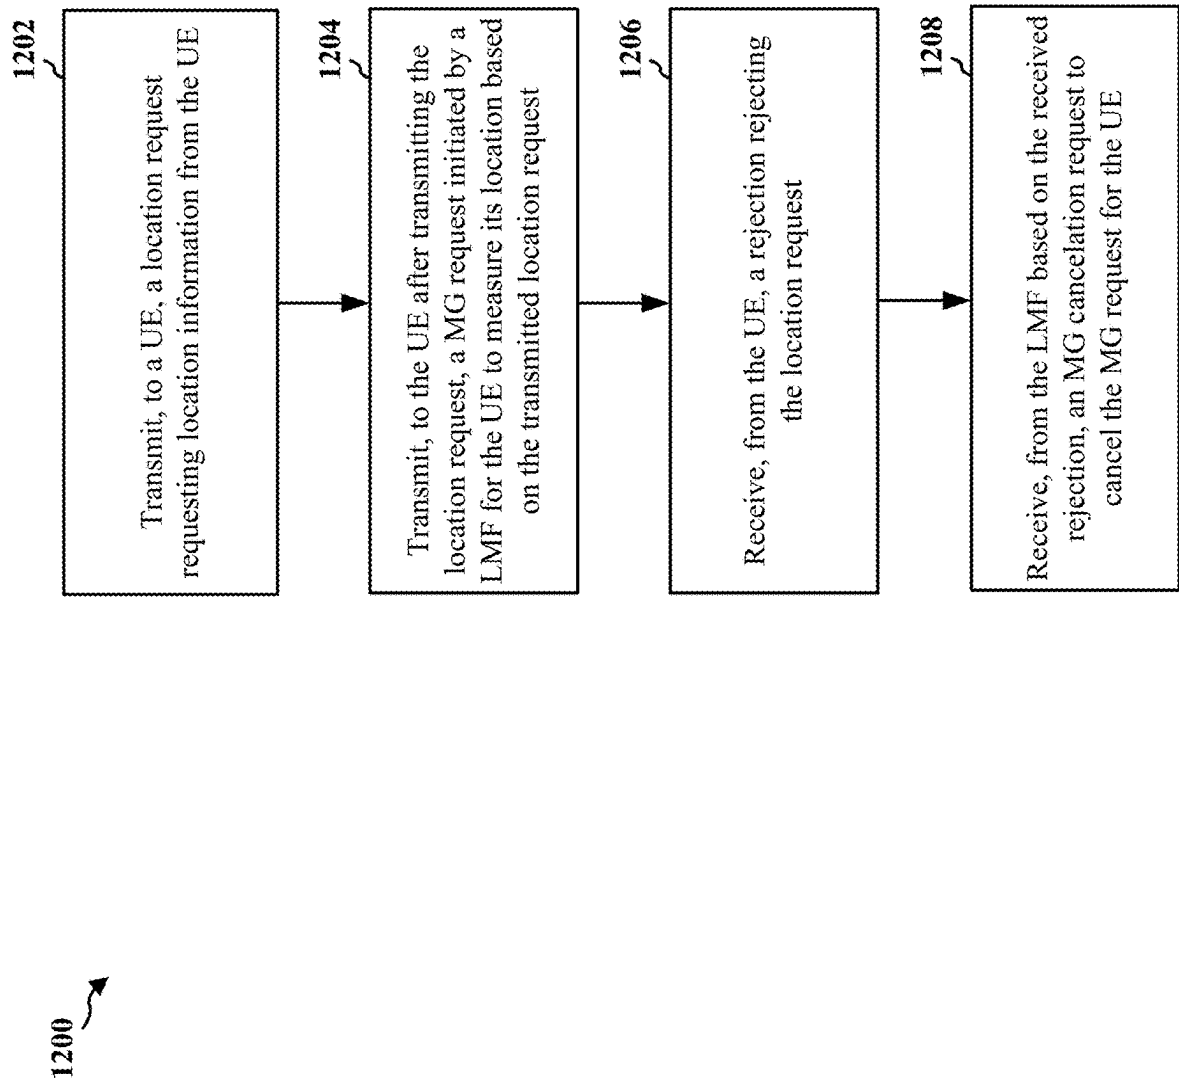 1200
1202
Transmit, to a UE, a location request
requesting location information from the UE
1204
Transmit, to the UE after transmitting the
location request, a MG request initiated by a
LMF for the UE to measure its location based
on the transmitted location request
1206
Receive, from the UE, a rejection rejecting
the location request
1208
Receive, from the LMF based on the received
rejection, an MG cancelation request to
cancel the MG request for the UE